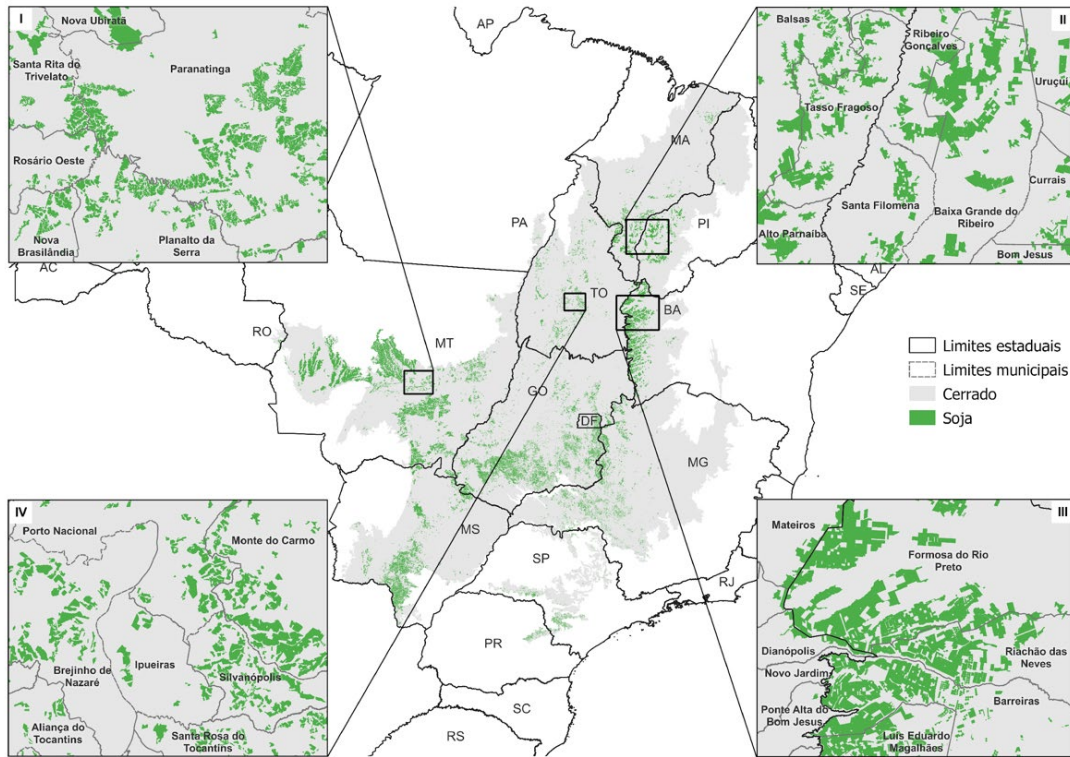 I
Nova Ubiratã
Santa Rita do
Trivelato
Paranatinga
Rosário Oeste
Nova
Brasilândia
Planalto da
Serra
II
Balsas
Ribeiro
Gonçalves
Uruçuí
Tasso Fragoso
Currais
Santa Filomena
Baixa Grande do
Ribeiro
Alto Parnaíba
Bom Jesus
AP
MA
PA
PI
AC
AL
SE
TO
BA
RO
MT
GO
DF
MG
MS
SP
RJ
PR
SC
RS
Limites estaduais
Limites municipais
Cerrado
Soja
IV
Porto Nacional
Monte do Carmo
Ipueiras
Brejinho de
Nazaré
Silvanópolis
Aliança do
Tocantins
Santa Rosa do
Tocantins
III
Mateiros
Formosa do Rio
Preto
Dianópolis
Riachão das
Neves
Novo Jardim
Barreiras
Ponte Alta do
Bom Jesus
Luís Eduardo
Magalhães